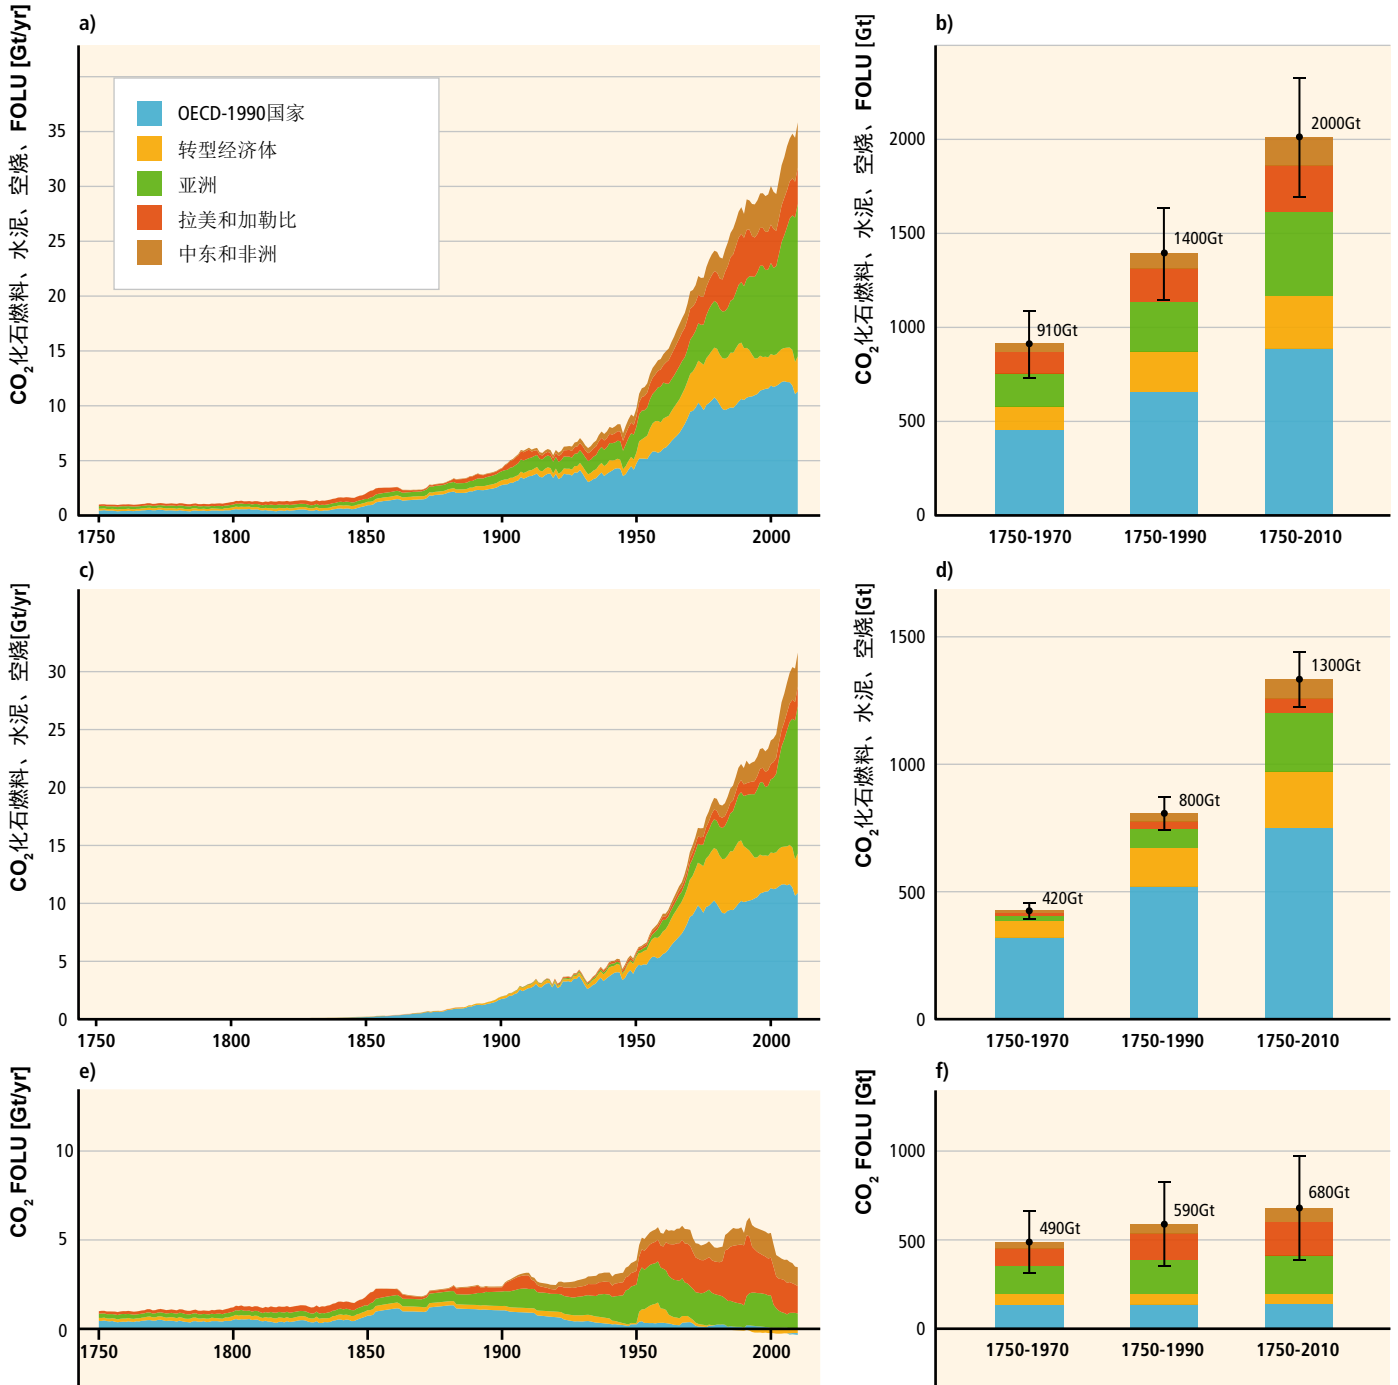 a)
CO₂化石燃料、水泥、空烧、FOLU [Gt/yr]
35
30
25
20
15
10
5
0
OECD-1990国家
转型经济体
亚洲
拉美和加勒比
中东和非洲
1750 1800 1850 1900 1950 2000
b)
CO₂化石燃料、水泥、空烧、FOLU [Gt]
2000
1500
1000
500
0
910Gt
1400Gt
2000Gt
1750-1970 1750-1990 1750-2010
c)
CO₂化石燃料、水泥、空烧[Gt/yr]
30
25
20
15
10
5
0
1750 1800 1850 1900 1950 2000
d)
CO₂化石燃料、水泥、空烧[Gt]
1500
1000
500
0
420Gt
800Gt
1300Gt
1750-1970 1750-1990 1750-2010
e)
CO₂ FOLU [Gt/yr]
10
5
0
1750 1800 1850 1900 1950 2000
f)
CO₂ FOLU [Gt]
1000
500
0
490Gt
590Gt
680Gt
1750-1970 1750-1990 1750-2010